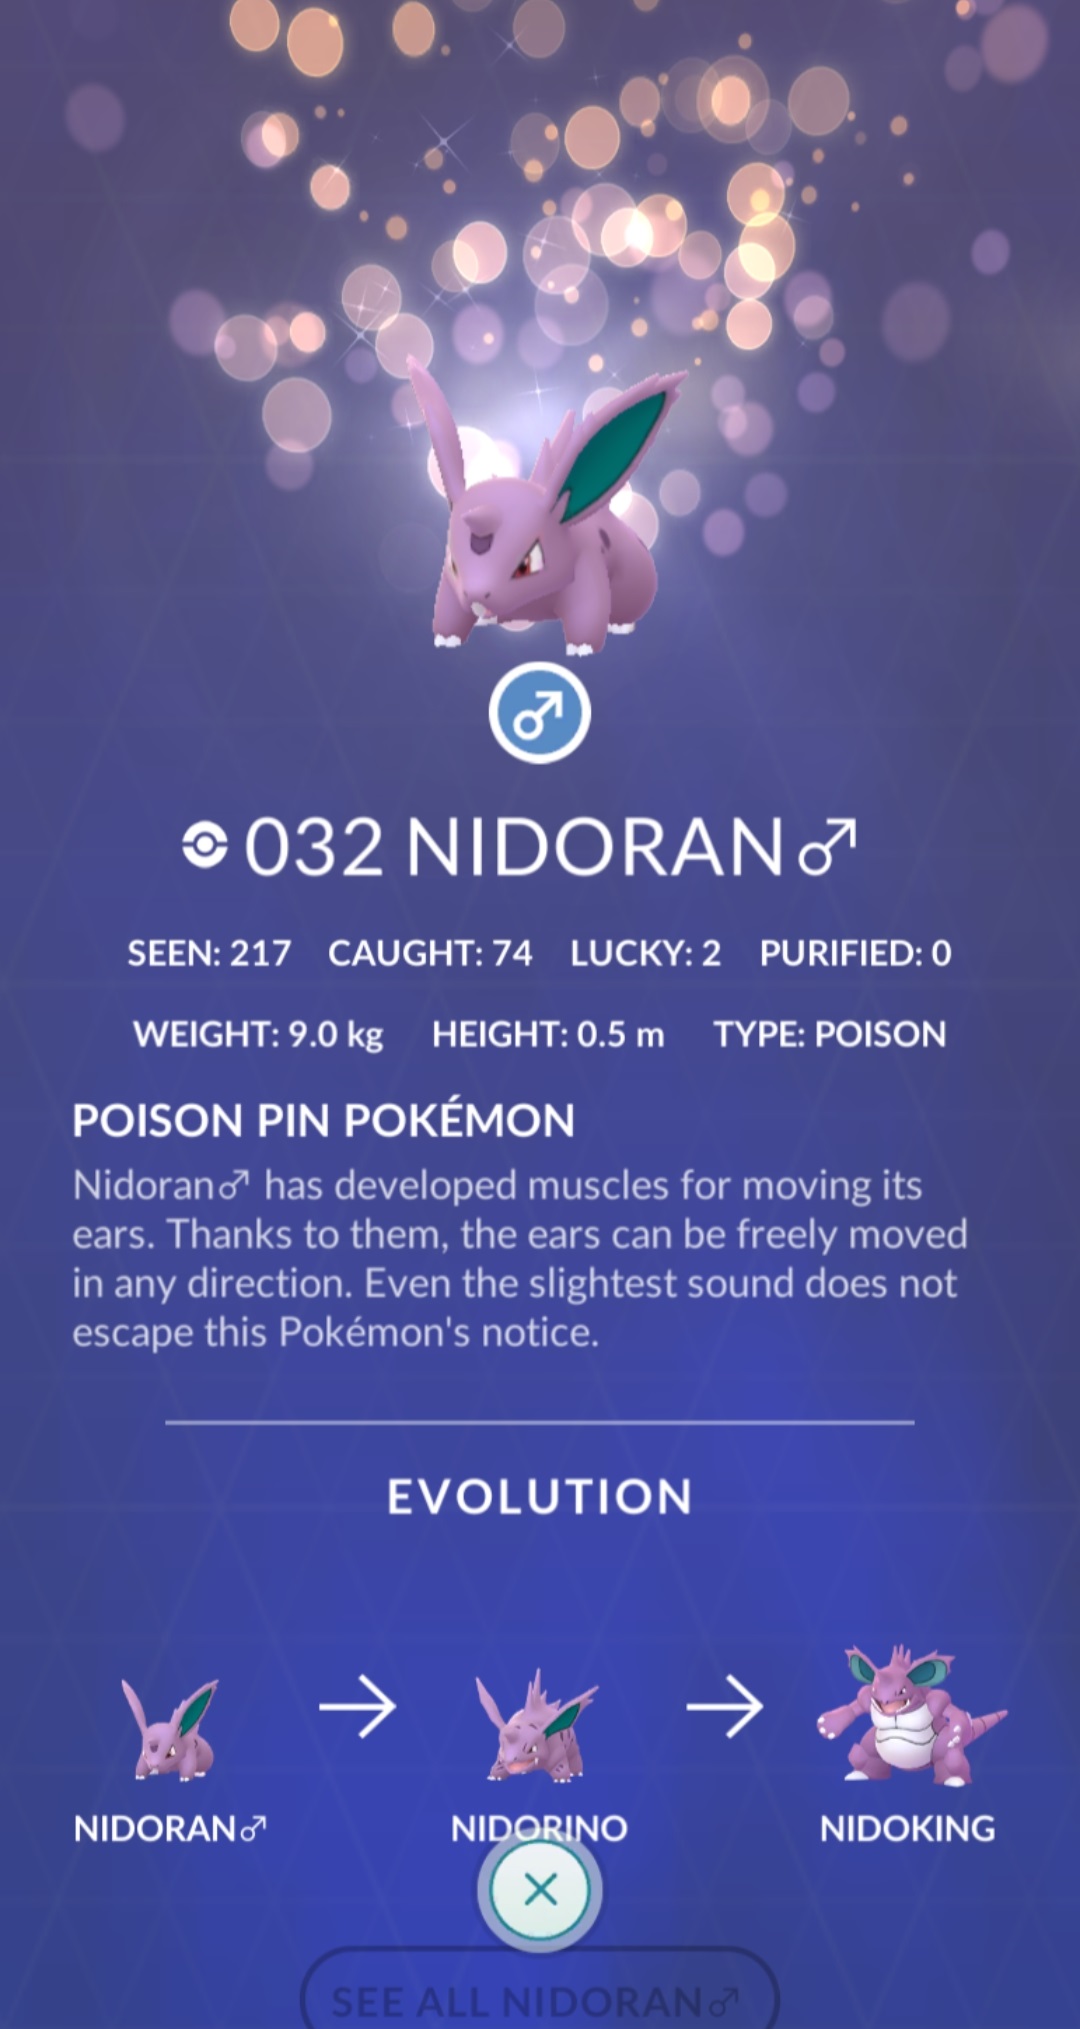 032 NIDORAN♂
SEEN: 217 CAUGHT: 74 LUCKY: 2 PURIFIED: 0
WEIGHT: 9.0 kg HEIGHT: 0.5 m TYPE: POISON
POISON PIN POKÉMON
Nidoran♂ has developed muscles for moving its
ears. Thanks to them, the ears can be freely moved
in any direction. Even the slightest sound does not
escape this Pokémon's notice.
EVOLUTION
NIDORAN♂ NIDORINO NIDOKING
SEE ALL NIDORAN♂